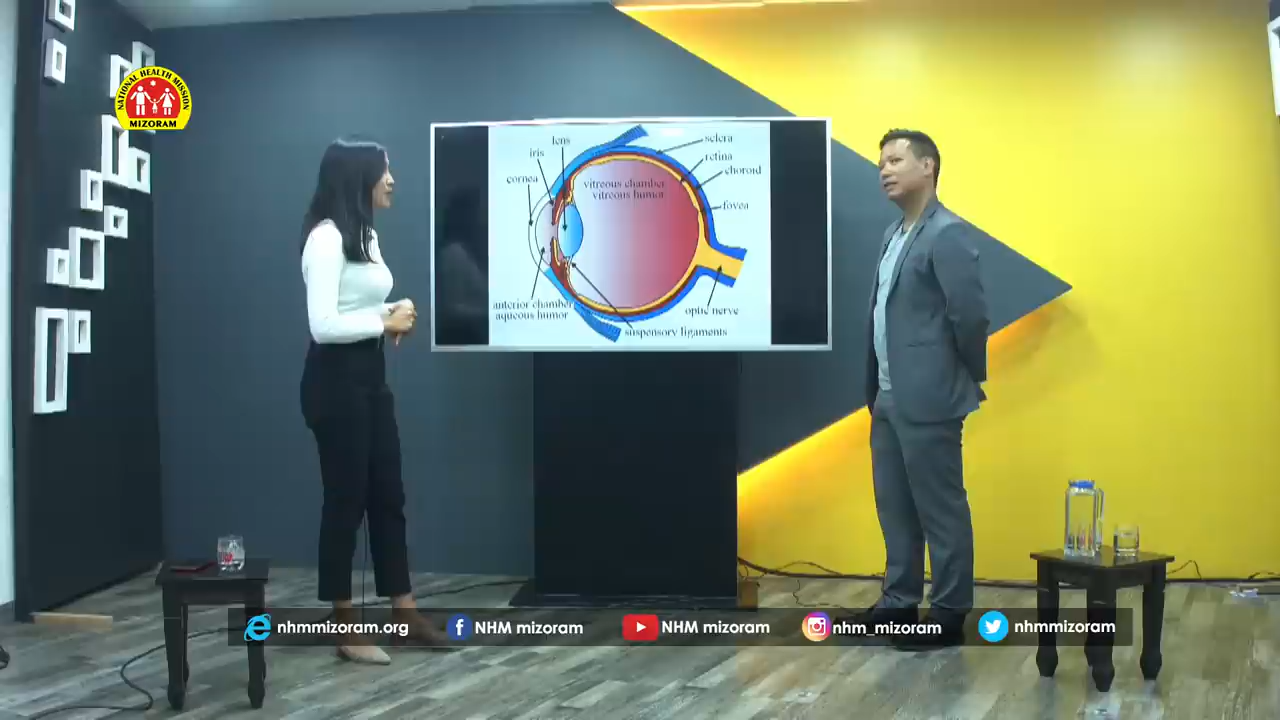 NATIONAL HEALTH MISSION
MIZORAM
lens
iris
cornea
sclera
retina
choroid
vitreous chamber
vitreous humor
fovea
anterior chamber
aqueous humor
optic nerve
suspensory ligaments
nhmmizoram.org
NHM mizoram
NHM mizoram
nhm_mizoram
nhmmizoram